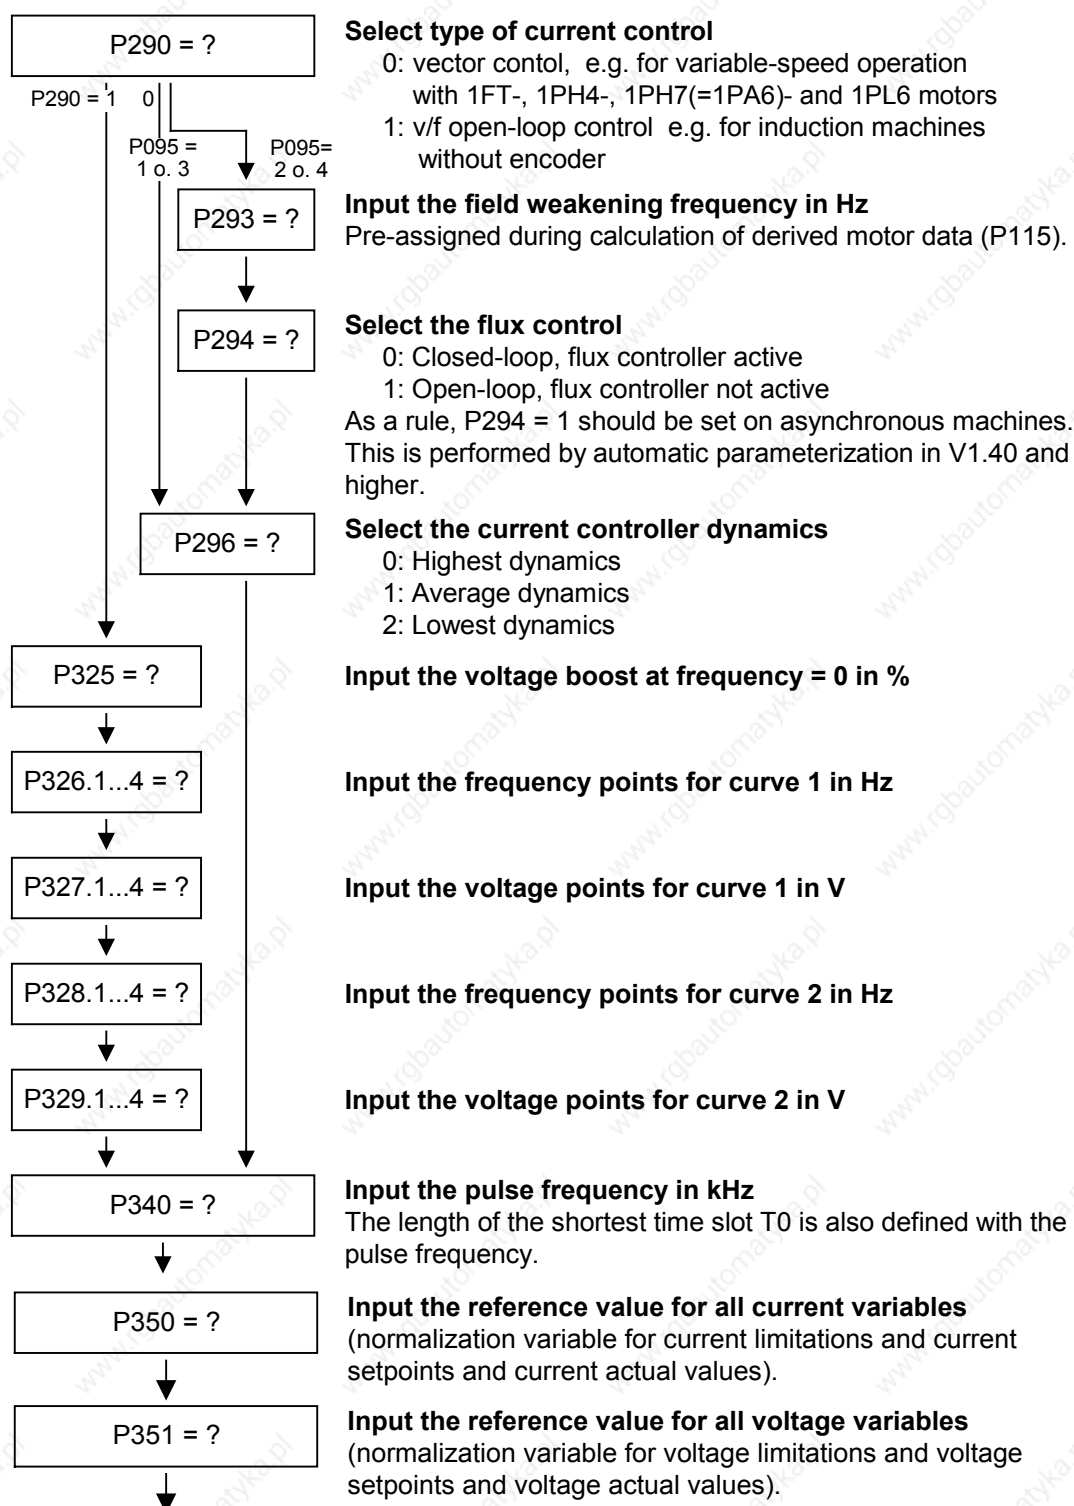 P290 = ?
Select type of current control
0: vector contol, e.g. for variable-speed operation
with 1FT-, 1PH4-, 1PH7(=1PA6)- and 1PL6 motors
1: v/f open-loop control e.g. for induction machines
without encoder
P290 = 1 0
P095 =
1 o. 3
P095=
2 o. 4
P293 = ?
Input the field weakening frequency in Hz
Pre-assigned during calculation of derived motor data (P115).
P294 = ?
Select the flux control
0: Closed-loop, flux controller active
1: Open-loop, flux controller not active
As a rule, P294 = 1 should be set on asynchronous machines.
This is performed by automatic parameterization in V1.40 and
higher.
P296 = ?
Select the current controller dynamics
0: Highest dynamics
1: Average dynamics
2: Lowest dynamics
P325 = ?
Input the voltage boost at frequency = 0 in %
P326.1...4 = ?
Input the frequency points for curve 1 in Hz
P327.1...4 = ?
Input the voltage points for curve 1 in V
P328.1...4 = ?
Input the frequency points for curve 2 in Hz
P329.1...4 = ?
Input the voltage points for curve 2 in V
P340 = ?
Input the pulse frequency in kHz
The length of the shortest time slot T0 is also defined with the
pulse frequency.
P350 = ?
Input the reference value for all current variables
(normalization variable for current limitations and current
setpoints and current actual values).
P351 = ?
Input the reference value for all voltage variables
(normalization variable for voltage limitations and voltage
setpoints and voltage actual values).
www.rgbautomatyka.pl